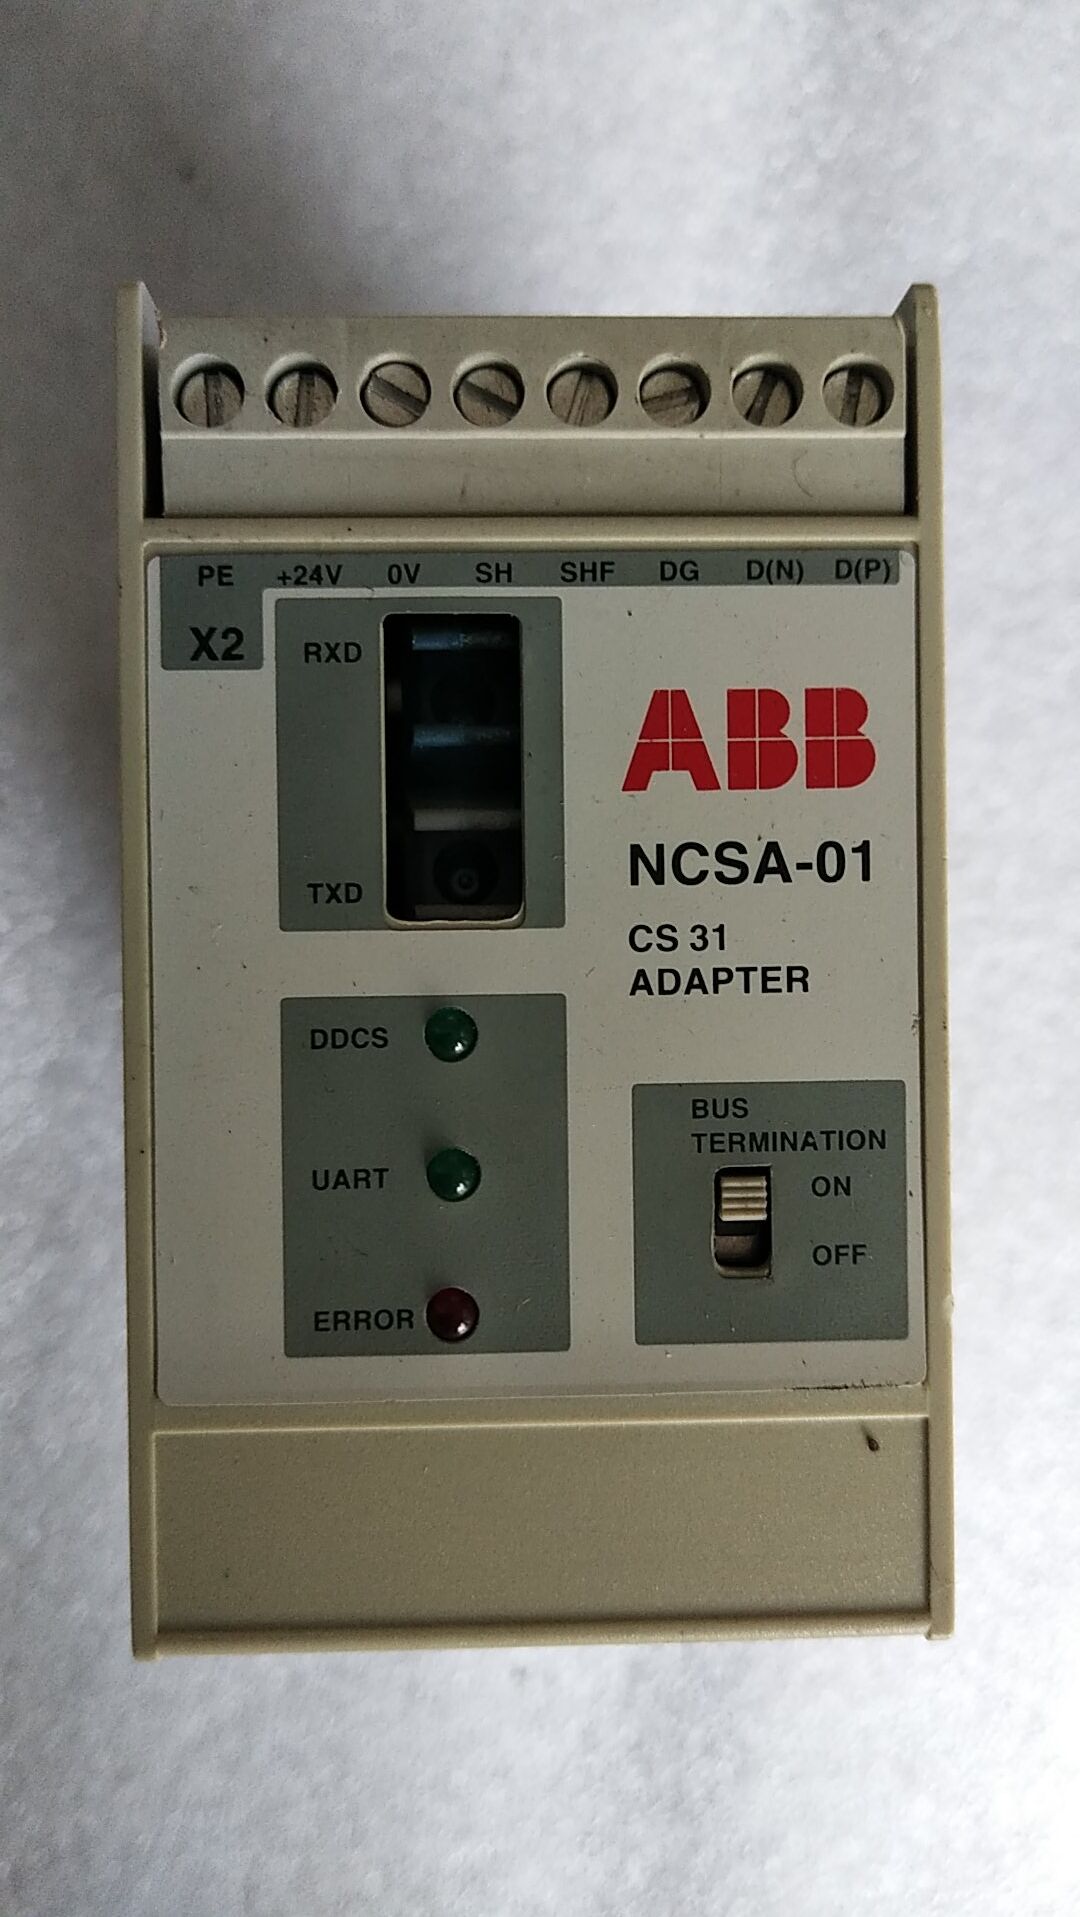 PE +24V 0V SH SHF DG D(N) D(P)
X2
RXD
TXD
ABB
NCSA-01
CS 31
ADAPTER
DDCS
UART
ERROR
BUS
TERMINATION
ON
OFF